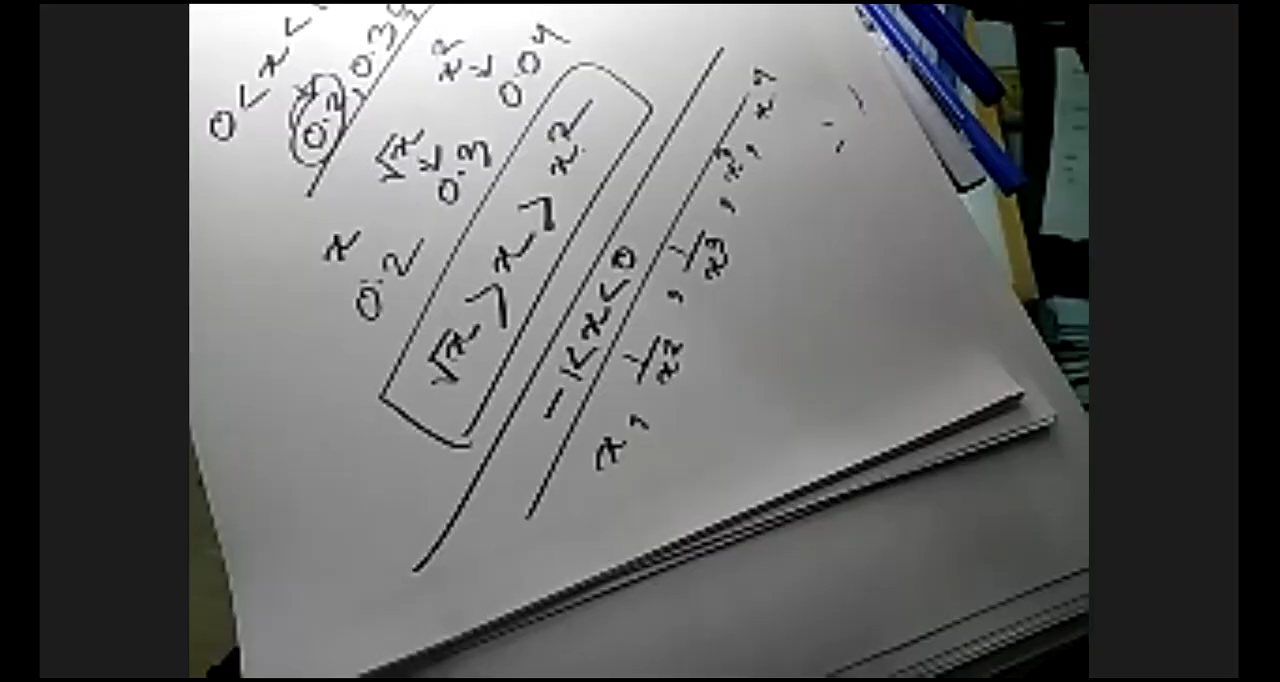 0 < x <
0.2, 0.3
x √x x²
0.2 0.3 0.04
√x > x > x²
-1 < x < 0
x, 1/x², 1/x³, x³, x⁴